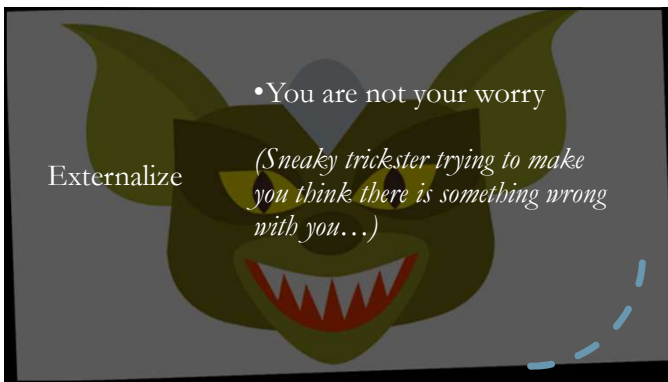 Externalize
•You are not your worry
(Sneaky trickster trying to make
you think there is something wrong
with you…)